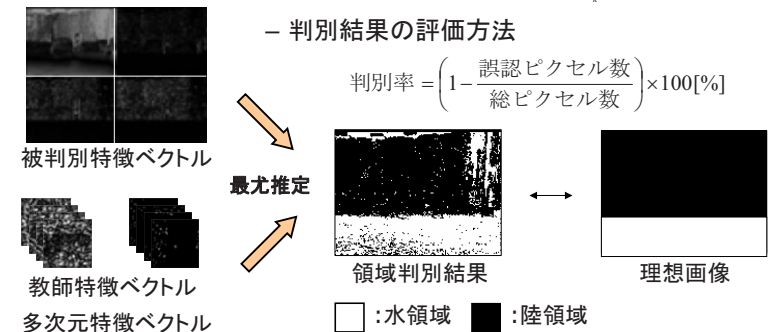 – 判別結果の評価方法
判別率 = (1 − 誤認ピクセル数 / 総ピクセル数) × 100[%]
被判別特徴ベクトル
最尤推定
教師特徴ベクトル
多次元特徴ベクトル
領域判別結果
理想画像
:水領域
:陸領域